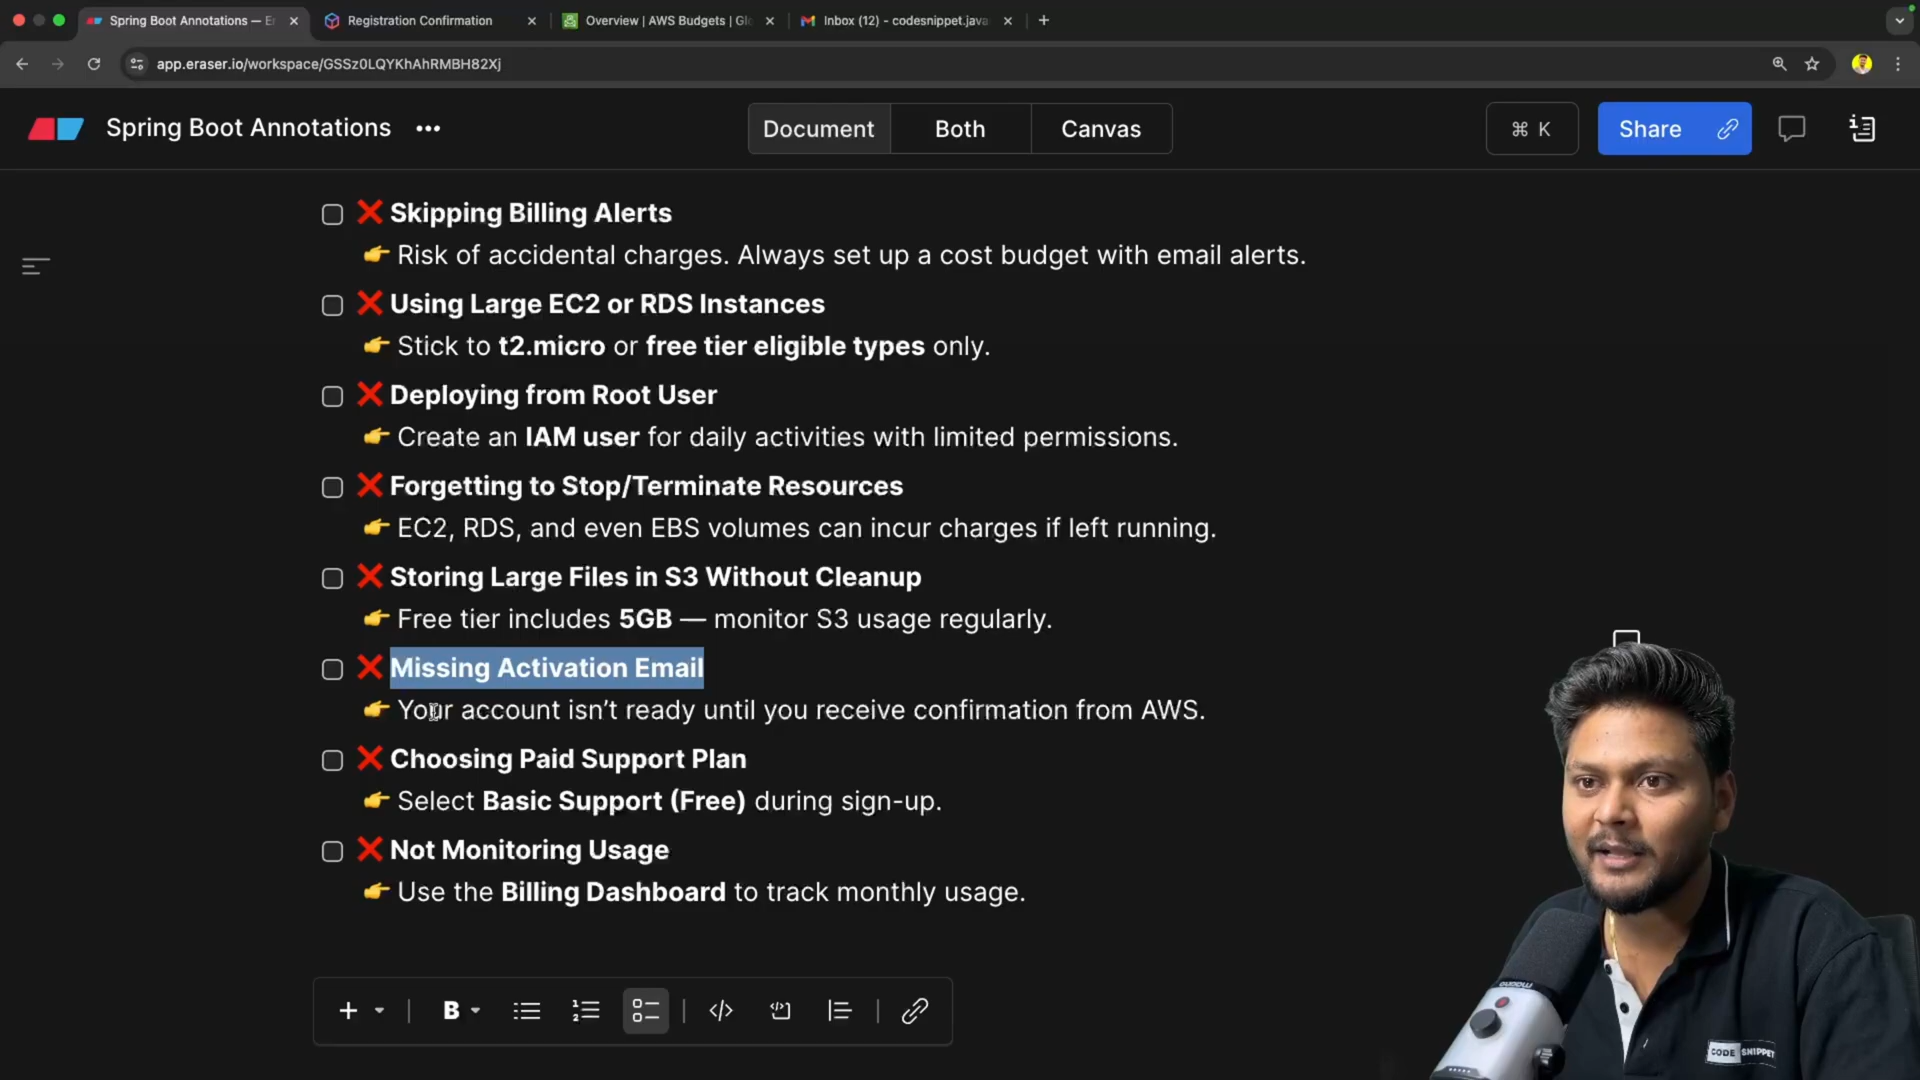 Spring Boot Annotations — E
Registration Confirmation
Overview | AWS Budgets | Gl
Inbox (12) - codesnippet.java
app.eraser.io/workspace/GSSz0LQYKhAhRMBH82Xj
Spring Boot Annotations
Document
Both
Canvas
⌘ K
Share
❌ Skipping Billing Alerts
👉 Risk of accidental charges. Always set up a cost budget with email alerts.
❌ Using Large EC2 or RDS Instances
👉 Stick to t2.micro or free tier eligible types only.
❌ Deploying from Root User
👉 Create an IAM user for daily activities with limited permissions.
❌ Forgetting to Stop/Terminate Resources
👉 EC2, RDS, and even EBS volumes can incur charges if left running.
❌ Storing Large Files in S3 Without Cleanup
👉 Free tier includes 5GB — monitor S3 usage regularly.
❌ Missing Activation Email
👉 Your account isn’t ready until you receive confirmation from AWS.
❌ Choosing Paid Support Plan
👉 Select Basic Support (Free) during sign-up.
❌ Not Monitoring Usage
👉 Use the Billing Dashboard to track monthly usage.
B
CODE SNIPPET